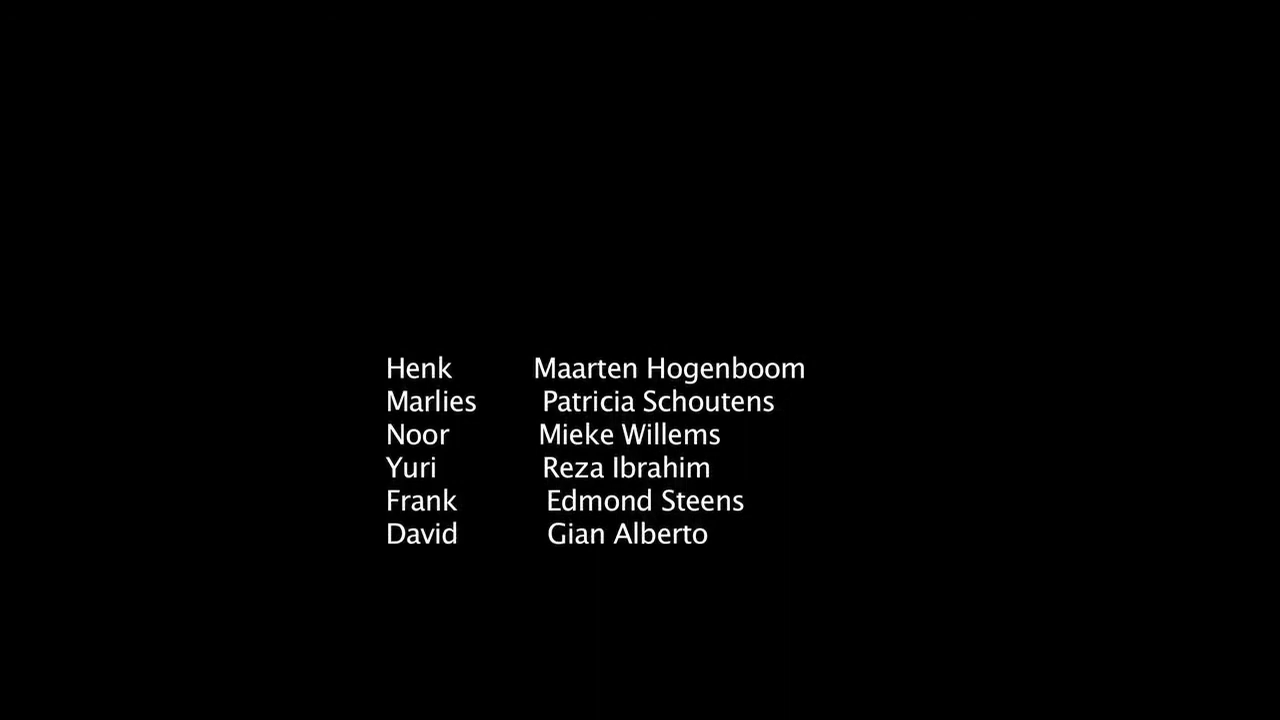 Henk Maarten Hogenboom
Marlies Patricia Schoutens
Noor Mieke Willems
Yuri Reza Ibrahim
Frank Edmond Steens
David Gian Alberto